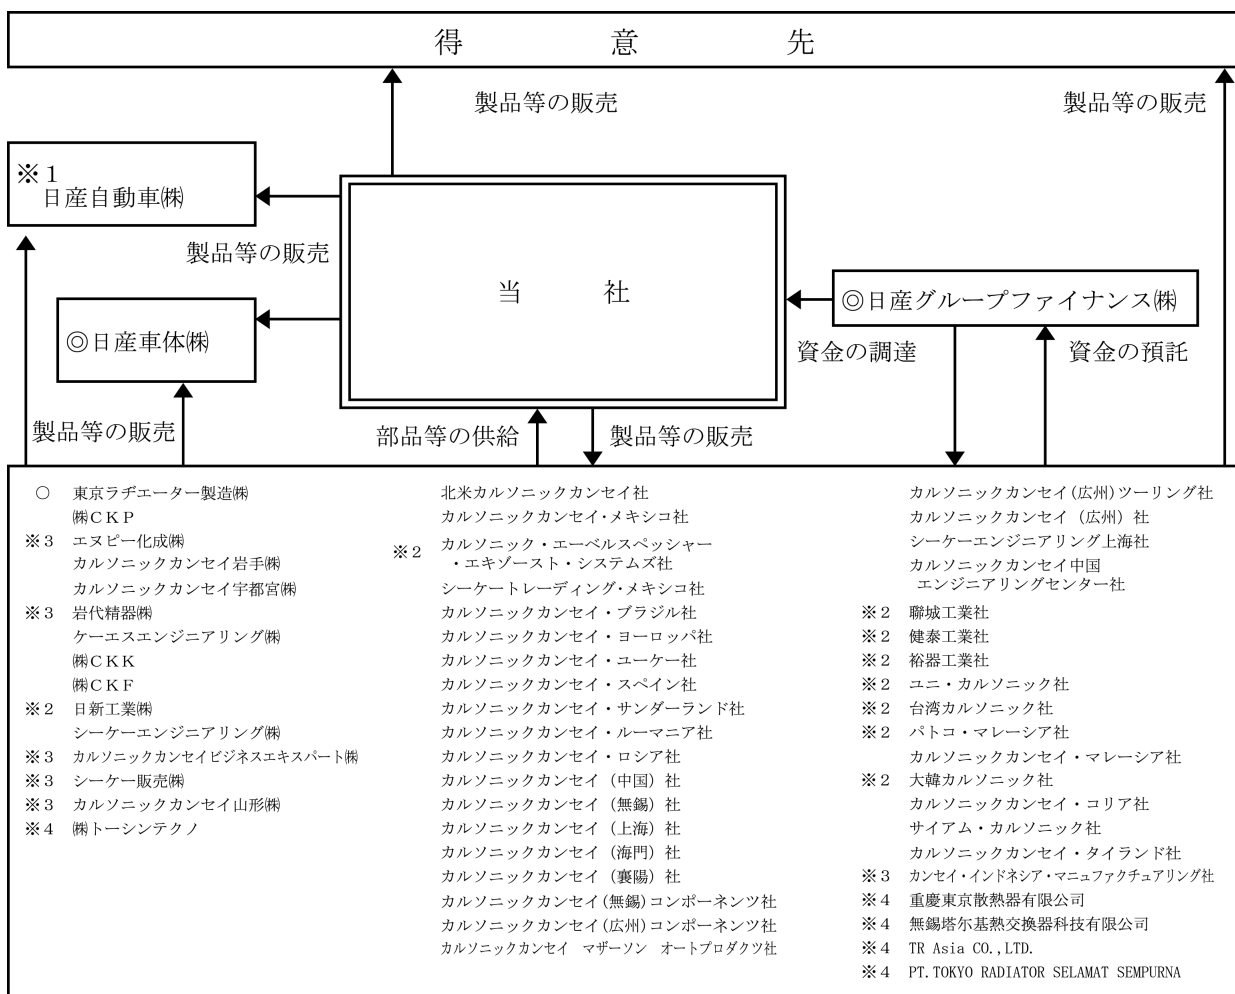 得意先
製品等の販売
製品等の販売
※１
日産自動車㈱
製品等の販売
当社
◎日産グループファイナンス㈱
◎日産車体㈱
資金の調達
資金の預託
製品等の販売
部品等の供給
製品等の販売
○ 東京ラヂエーター製造㈱
㈱ＣＫＰ
※３ エヌピー化成㈱
カルソニックカンセイ岩手㈱
カルソニックカンセイ宇都宮㈱
※３ 岩代精器㈱
ケーエスエンジニアリング㈱
㈱ＣＫＫ
㈱ＣＫＦ
※２ 日新工業㈱
シーケーエンジニアリング㈱
※３ カルソニックカンセイビジネスエキスパート㈱
※３ シーケー販売㈱
※３ カルソニックカンセイ山形㈱
※４ ㈱トーシンテクノ
北米カルソニックカンセイ社
カルソニックカンセイ・メキシコ社
※２ カルソニック・エーベルスペッシャー
・エキゾースト・システムズ社
シーケートレーディング・メキシコ社
カルソニックカンセイ・ブラジル社
カルソニックカンセイ・ヨーロッパ社
カルソニックカンセイ・ユーケー社
カルソニックカンセイ・スペイン社
カルソニックカンセイ・サンダーランド社
カルソニックカンセイ・ルーマニア社
カルソニックカンセイ・ロシア社
カルソニックカンセイ（中国）社
カルソニックカンセイ（無錫）社
カルソニックカンセイ（上海）社
カルソニックカンセイ（海門）社
カルソニックカンセイ（襄陽）社
カルソニックカンセイ(無錫)コンポーネンツ社
カルソニックカンセイ(広州)コンポーネンツ社
カルソニックカンセイ　マザーソン　オートプロダクツ社
カルソニックカンセイ(広州)ツーリング社
カルソニックカンセイ（広州）社
シーケーエンジニアリング上海社
カルソニックカンセイ中国
エンジニアリングセンター社
※２ 聯城工業社
※２ 健泰工業社
※２ 裕器工業社
※２ ユニ・カルソニック社
※２ 台湾カルソニック社
※２ パトコ・マレーシア社
カルソニックカンセイ・マレーシア社
※２ 大韓カルソニック社
カルソニックカンセイ・コリア社
サイアム・カルソニック社
カルソニックカンセイ・タイランド社
※３ カンセイ・インドネシア・マニュファクチュアリング社
※４ 重慶東京散熱器有限公司
※４ 無錫塔尓基熱交換器科技有限公司
※４ TR Asia CO.,LTD.
※４ PT.TOKYO RADIATOR SELAMAT SEMPURNA